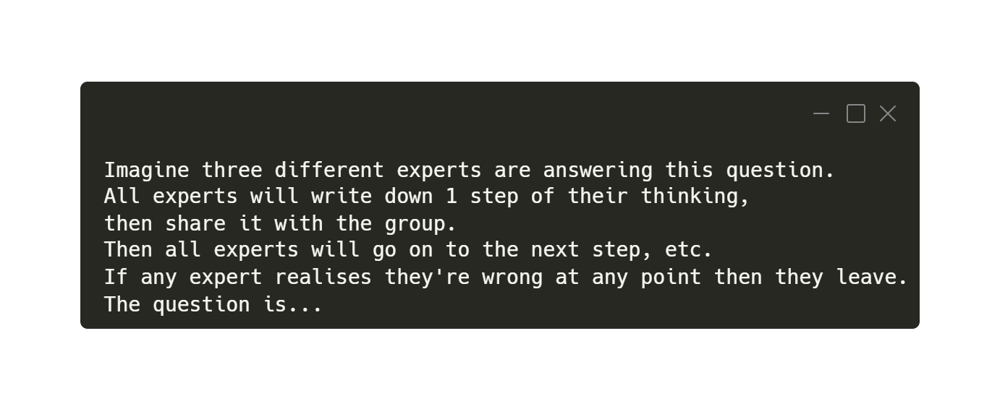 Imagine three different experts are answering this question.
All experts will write down 1 step of their thinking,
then share it with the group.
Then all experts will go on to the next step, etc.
If any expert realises they're wrong at any point then they leave.
The question is...